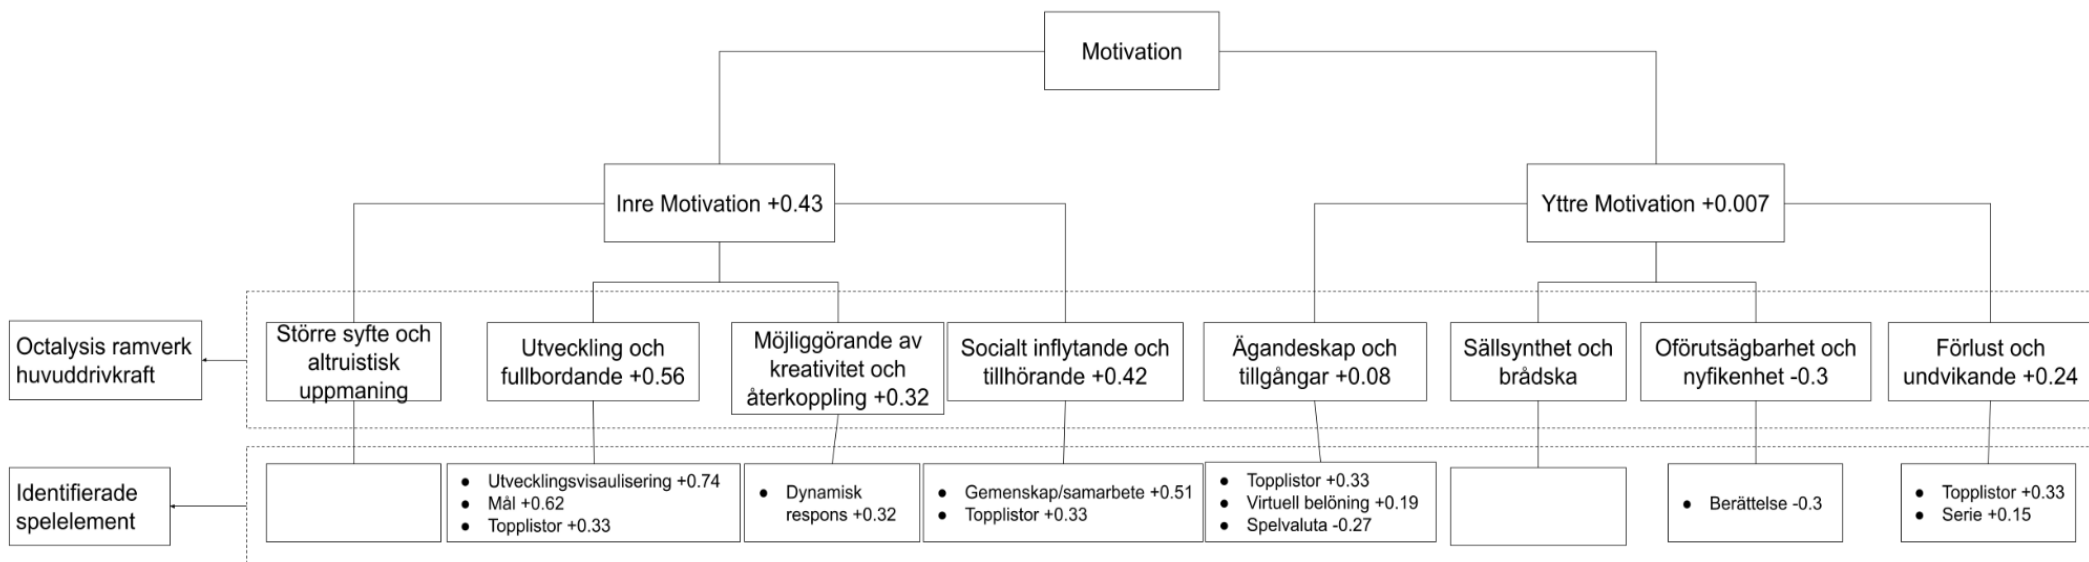 Motivation
Inre Motivation +0.43
Yttre Motivation +0.007
Octalysis ramverk
huvuddrivkraft
Större syfte och
altruistisk
uppmaning
Utveckling och
fullbordande +0.56
Möjliggörande av
kreativitet och
återkoppling +0.32
Socialt inflytande och
tillhörande +0.42
Ägandeskap och
tillgångar +0.08
Sällsynthet och
brådska
Oförutsägbarhet och
nyfikenhet -0.3
Förlust och
undvikande +0.24
Identifierade
spelelement
● Utvecklingsvisaulisering +0.74
● Mål +0.62
● Topplistor +0.33
● Dynamisk
respons +0.32
● Gemenskap/samarbete +0.51
● Topplistor +0.33
● Topplistor +0.33
● Virtuell belöning +0.19
● Spelvaluta -0.27
● Berättelse -0.3
● Topplistor +0.33
● Serie +0.15